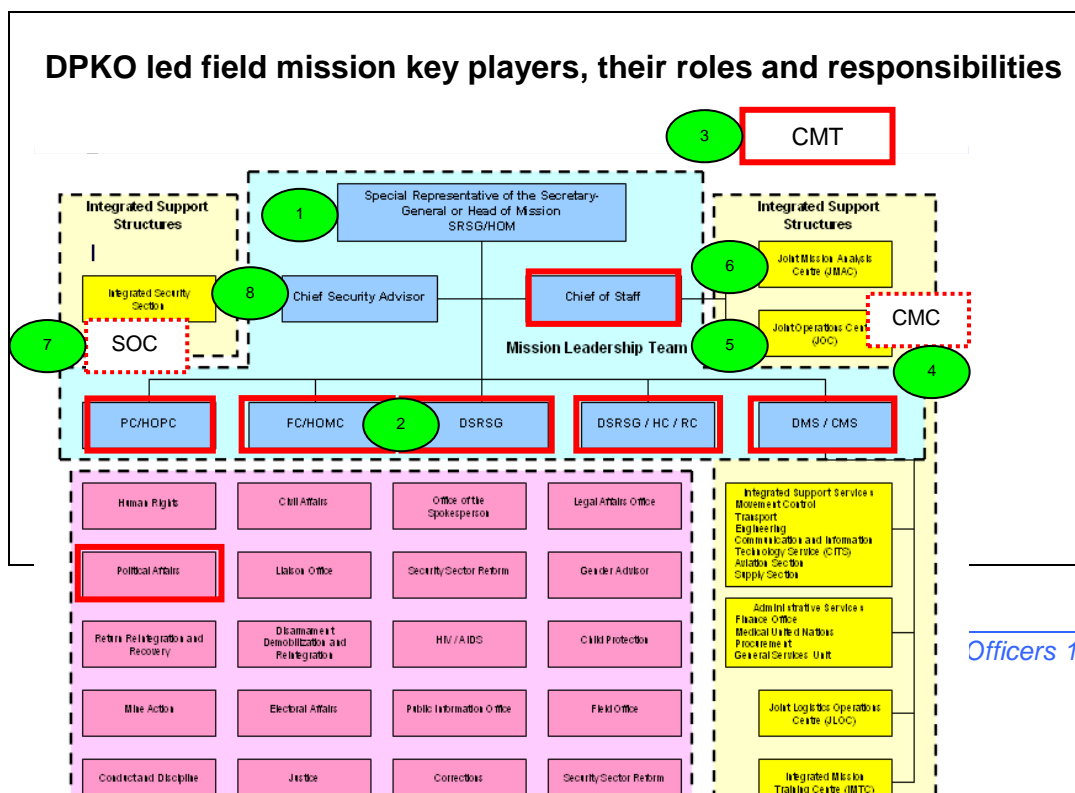 DPKO led field mission key players, their roles and responsibilities
3
CMT
Integrated Support
Structures
1
Special Representative of the Secretary-
General or Head of Mission
SRSG/HOM
Integrated Support
Structures
6
Joint Mission Analysis
Centre (JMAC)
Integrated Security
Section
8
Chief Security Advisor
Chief of Staff
7
SOC
Mission Leadership Team
5
Joint Operations Cent
(JOC)
CMC
4
PC/HOPC
FC/HOMC
2
DSRSG
DSRSG / HC / RC
DMS / CMS
Human Rights
Civil Affairs
Office of the
Spokesperson
Legal Affairs Office
Integrated Support Services
Movement Control
Transport
Engineering
Communication and Information
Technology Service (CITS)
Aviation Section
Supply Section
Political Affairs
Liaison Office
Security Sector Reform
Gender Advisor
Return Reintegration and
Recovery
Disarmament
Demobilization and
Reintegration
HIV / AIDS
Child Protection
Administrative Services
Finance Office
Medical United Nations
Procurement
General Services Unit
Officers 1
Mine Action
Electoral Affairs
Public Information Office
Field Office
Joint Logistics Operations
Centre (JLOC)
Conduct and Discipline
Justice
Corrections
Security Sector Reform
Integrated Mission
Training Centre (IMTC)